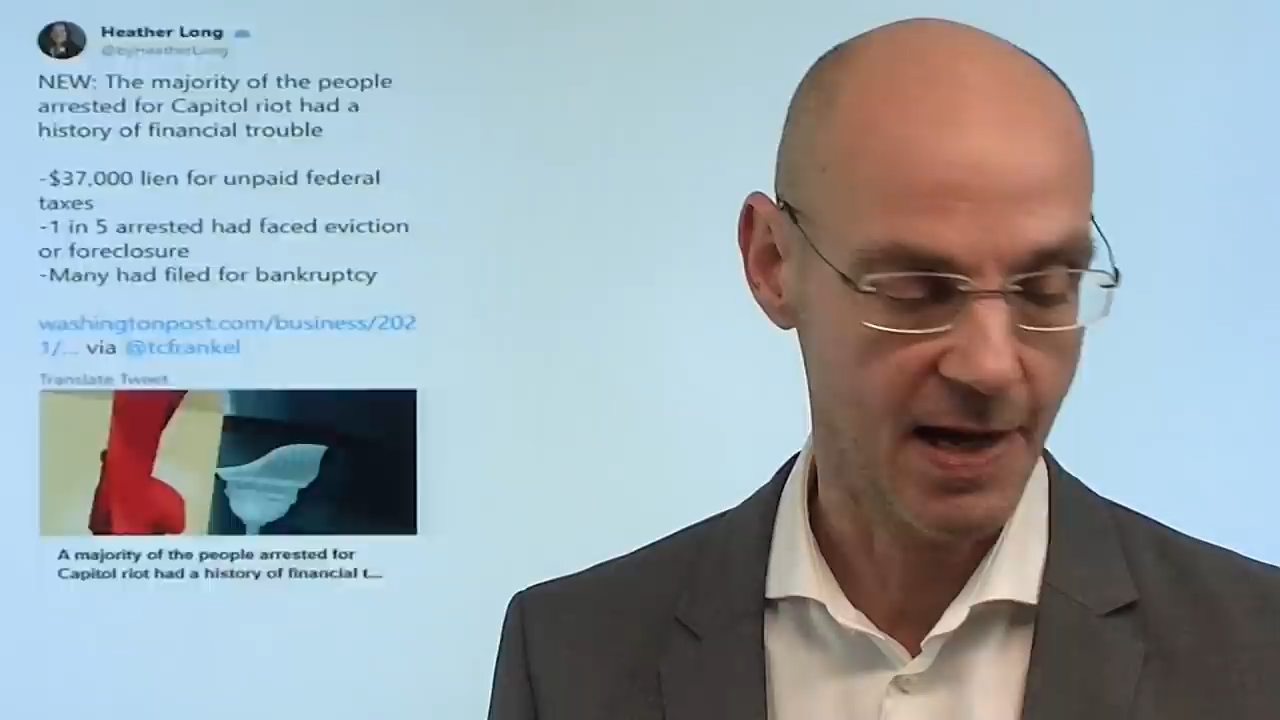 Heather Long
@byHeatherLong
NEW: The majority of the people
arrested for Capitol riot had a
history of financial trouble
-$37,000 lien for unpaid federal
taxes
-1 in 5 arrested had faced eviction
or foreclosure
-Many had filed for bankruptcy
washingtonpost.com/business/202
1/... via @tcfrankel
Translate Tweet
A majority of the people arrested for
Capitol riot had a history of financial t...